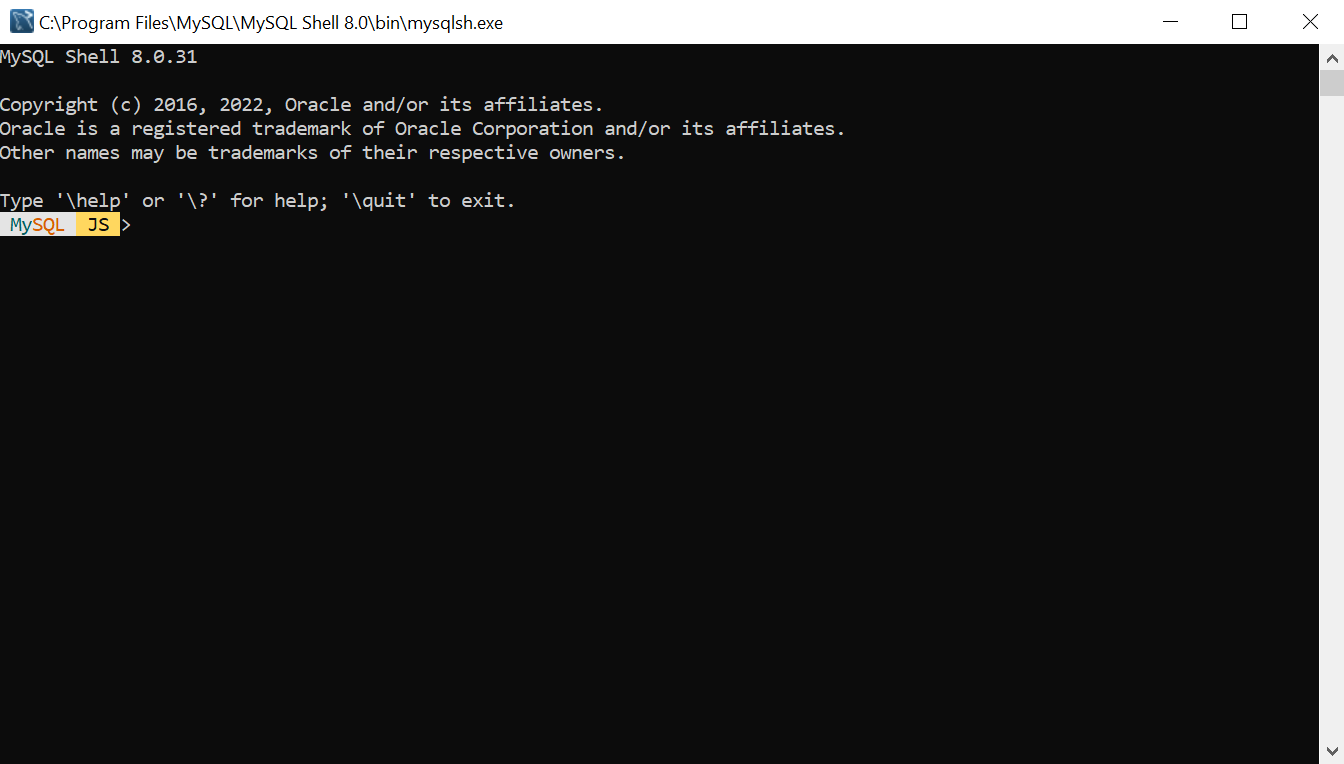 C:\Program Files\MySQL\MySQL Shell 8.0\bin\mysqlsh.exe
MySQL Shell 8.0.31
Copyright (c) 2016, 2022, Oracle and/or its affiliates.
Oracle is a registered trademark of Oracle Corporation and/or its affiliates.
Other names may be trademarks of their respective owners.
Type '\help' or '\?' for help; '\quit' to exit.
MySQL JS >